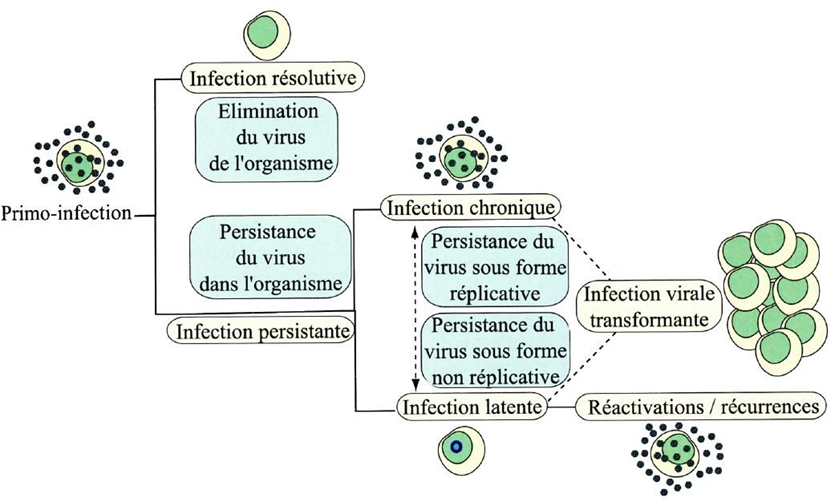 Infection résolutive
Elimination
du virus
de l'organisme
Primo-infection
Infection chronique
Persistance
du virus
dans l'organisme
Persistance du
virus sous forme
réplicative
Infection virale
transformante
Infection persistante
Persistance du
virus sous forme
non réplicative
Infection latente
Réactivations / récurrences